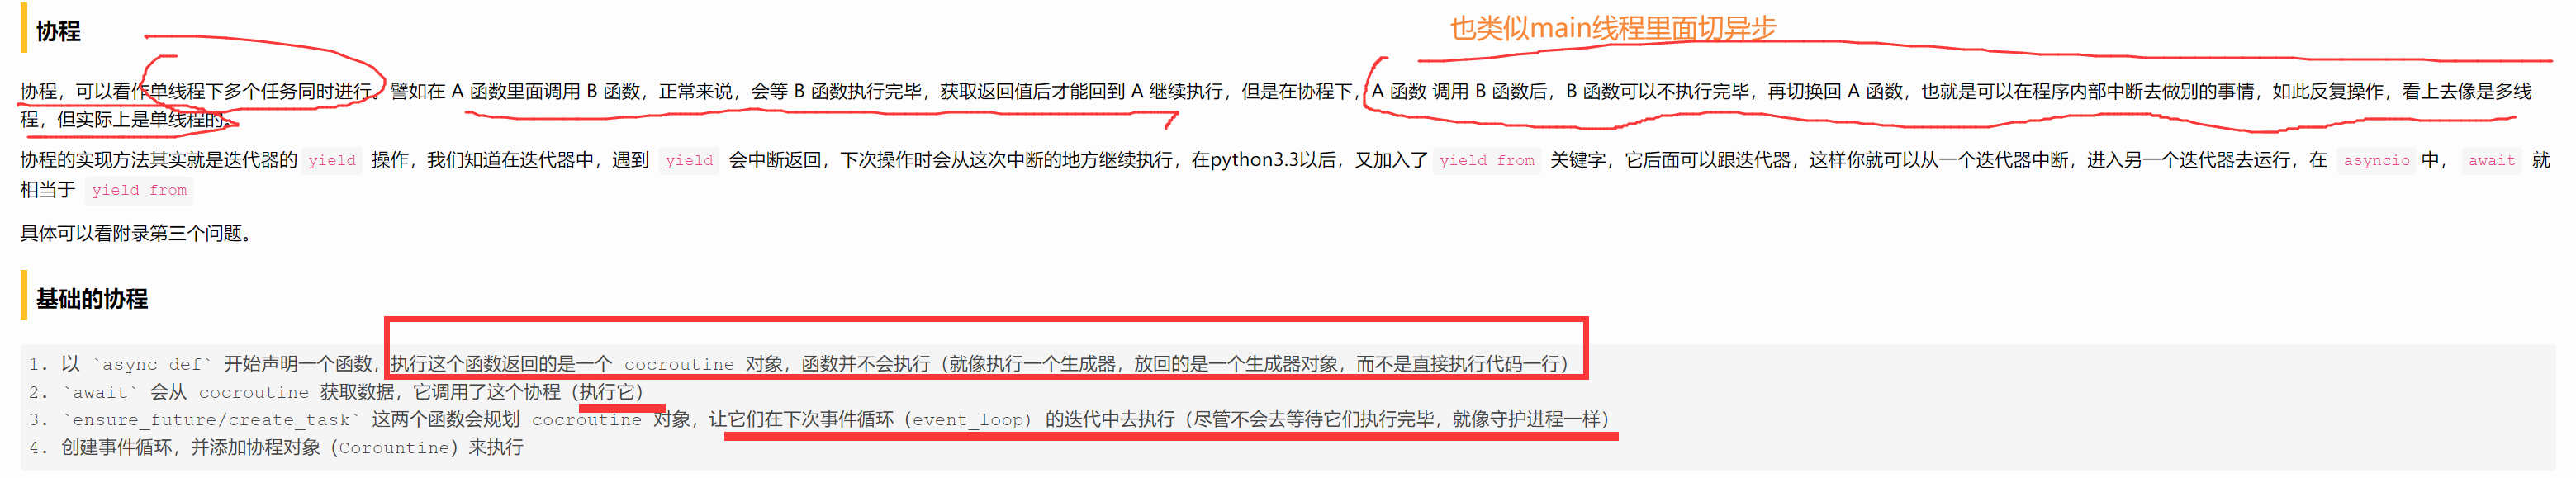 协程
也类似main线程里面切异步
协程，可以看作单线程下多个任务同时进行。譬如在 A 函数里面调用 B 函数，正常来说，会等 B 函数执行完毕，获取返回值后才能回到 A 继续执行，但是在协程下，A 函数 调用 B 函数后，B 函数可以不执行完毕，再切换回 A 函数，也就是可以在程序内部中断去做别的事情，如此反复操作，看上去像是多线
程，但实际上是单线程的。
协程的实现方法其实就是迭代器的 yield 操作，我们知道在迭代器中，遇到 yield 会中断返回，下次操作时会从这次中断的地方继续执行，在python3.3以后，又加入了 yield from 关键字，它后面可以跟迭代器，这样你就可以从一个迭代器中断，进入另一个迭代器去运行，在 asyncio 中， await 就
相当于 yield from
具体可以看附录第三个问题。
基础的协程
1. 以 `async def` 开始声明一个函数，执行这个函数返回的是一个 cocroutine 对象，函数并不会执行（就像执行一个生成器，放回的是一个生成器对象，而不是直接执行代码一行）
2. `await` 会从 cocroutine 获取数据，它调用了这个协程（执行它）
3. `ensure_future/create_task` 这两个函数会规划 cocroutine 对象，让它们在下次事件循环（event_loop）的迭代中去执行（尽管不会去等待它们执行完毕，就像守护进程一样）
4. 创建事件循环，并添加协程对象（Corountine）来执行